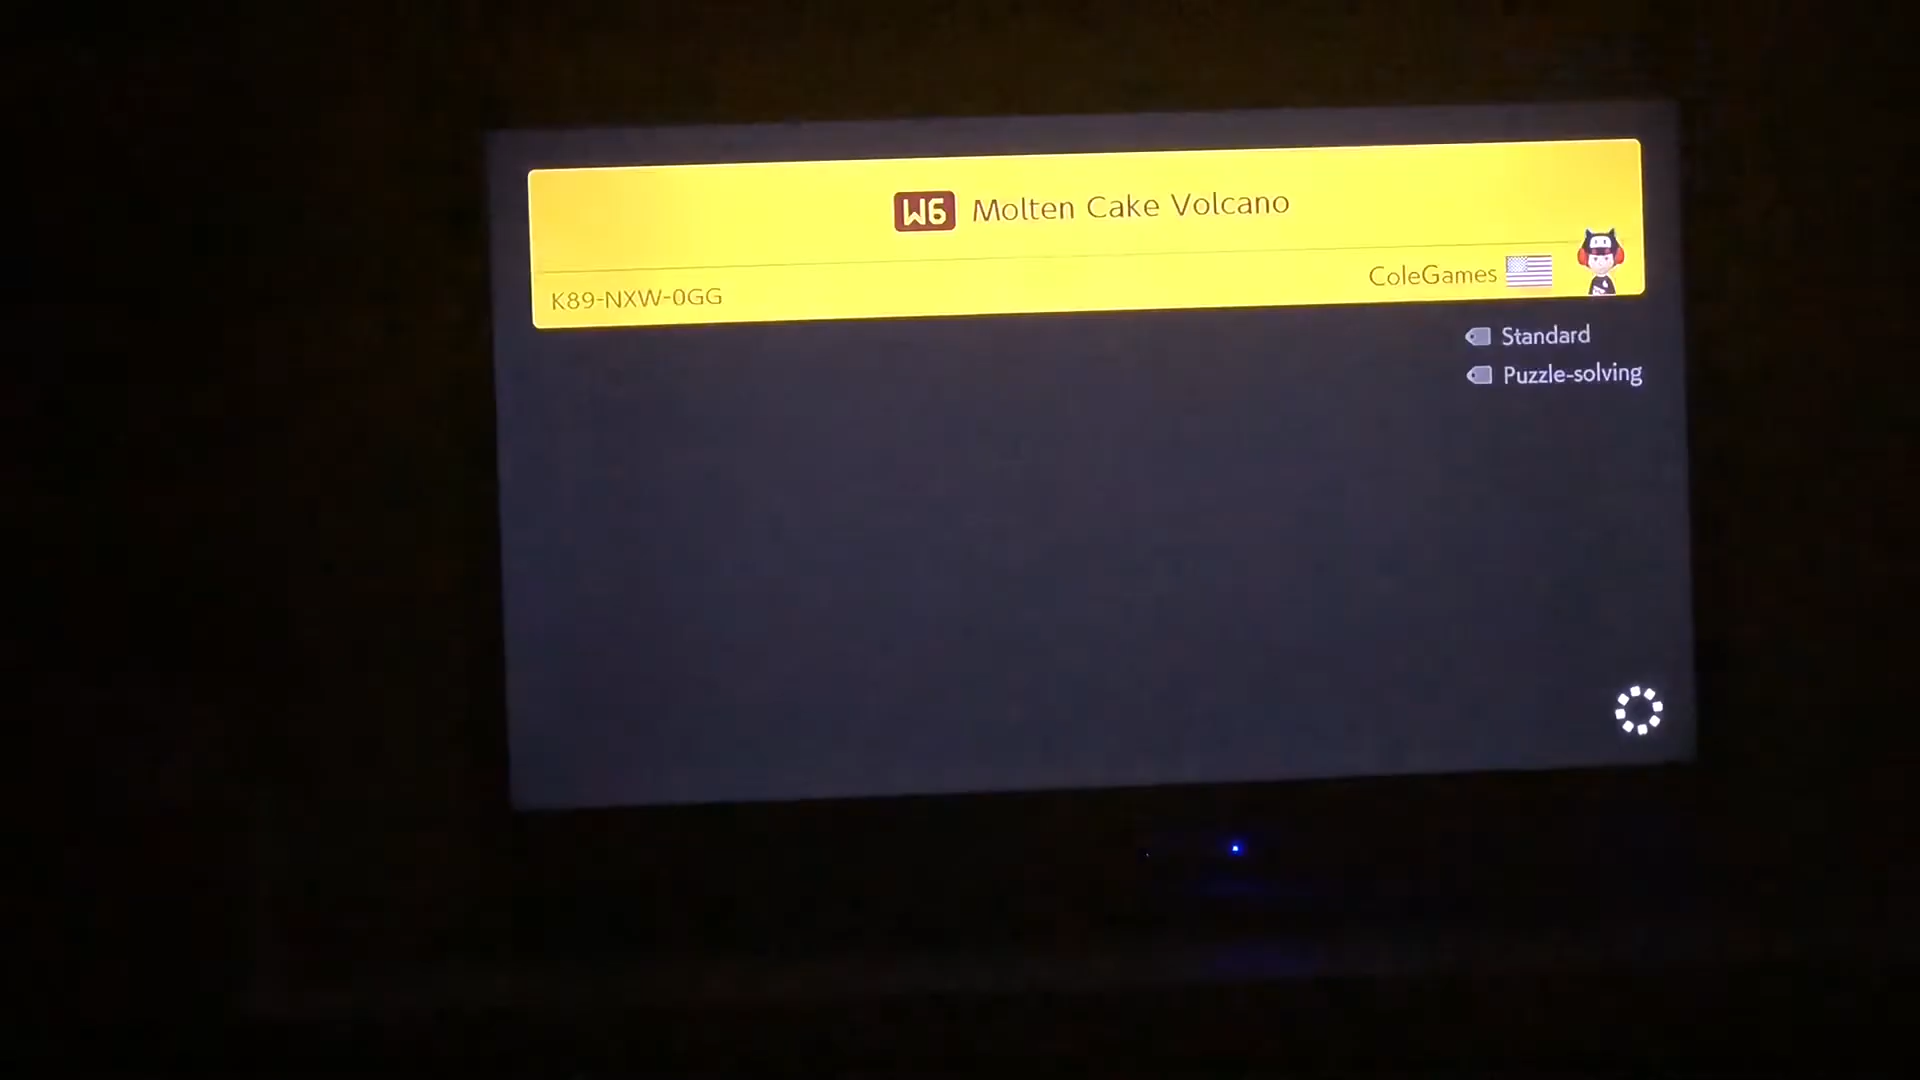 W6 Molten Cake Volcano
ColeGames
K89-NXW-0GG
Standard
Puzzle-solving